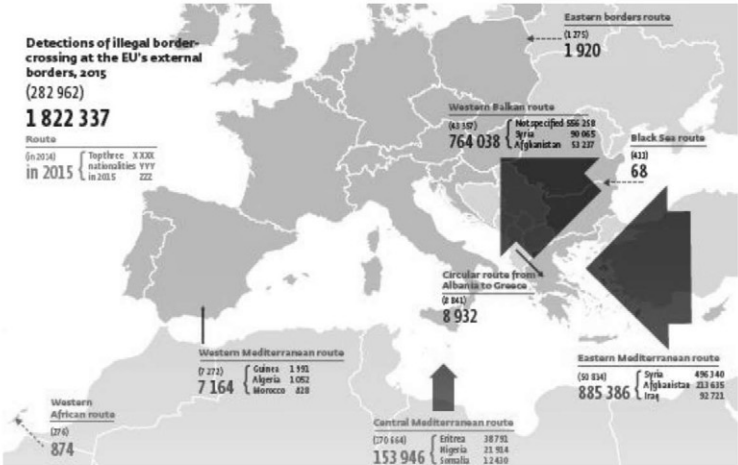 Detections of illegal border-
crossing at the EU's external
borders, 2015
(282 962)
1 822 337
Route
(in 2014)
in 2015
Top three XXXX
nationalities YYY
in 2015 ZZZ
Eastern borders route
(1 275)
1 920
Western Balkan route
(43 357)
764 038
Not specified 556 258
Syria 90 065
Afghanistan 53 237
Black Sea route
(433)
68
Circular route from
Albania to Greece
(8 841)
8 932
Western Mediterranean route
(7 272)
7 164
Guinea 1 991
Algeria 1 052
Morocco 828
Eastern Mediterranean route
(50 834)
885 386
Syria 496 340
Afghanistan 213 635
Iraq 92 721
Western
African route
(276)
874
Central Mediterranean route
(170 664)
153 946
Eritrea 38 791
Nigeria 21 914
Somalia 12 430